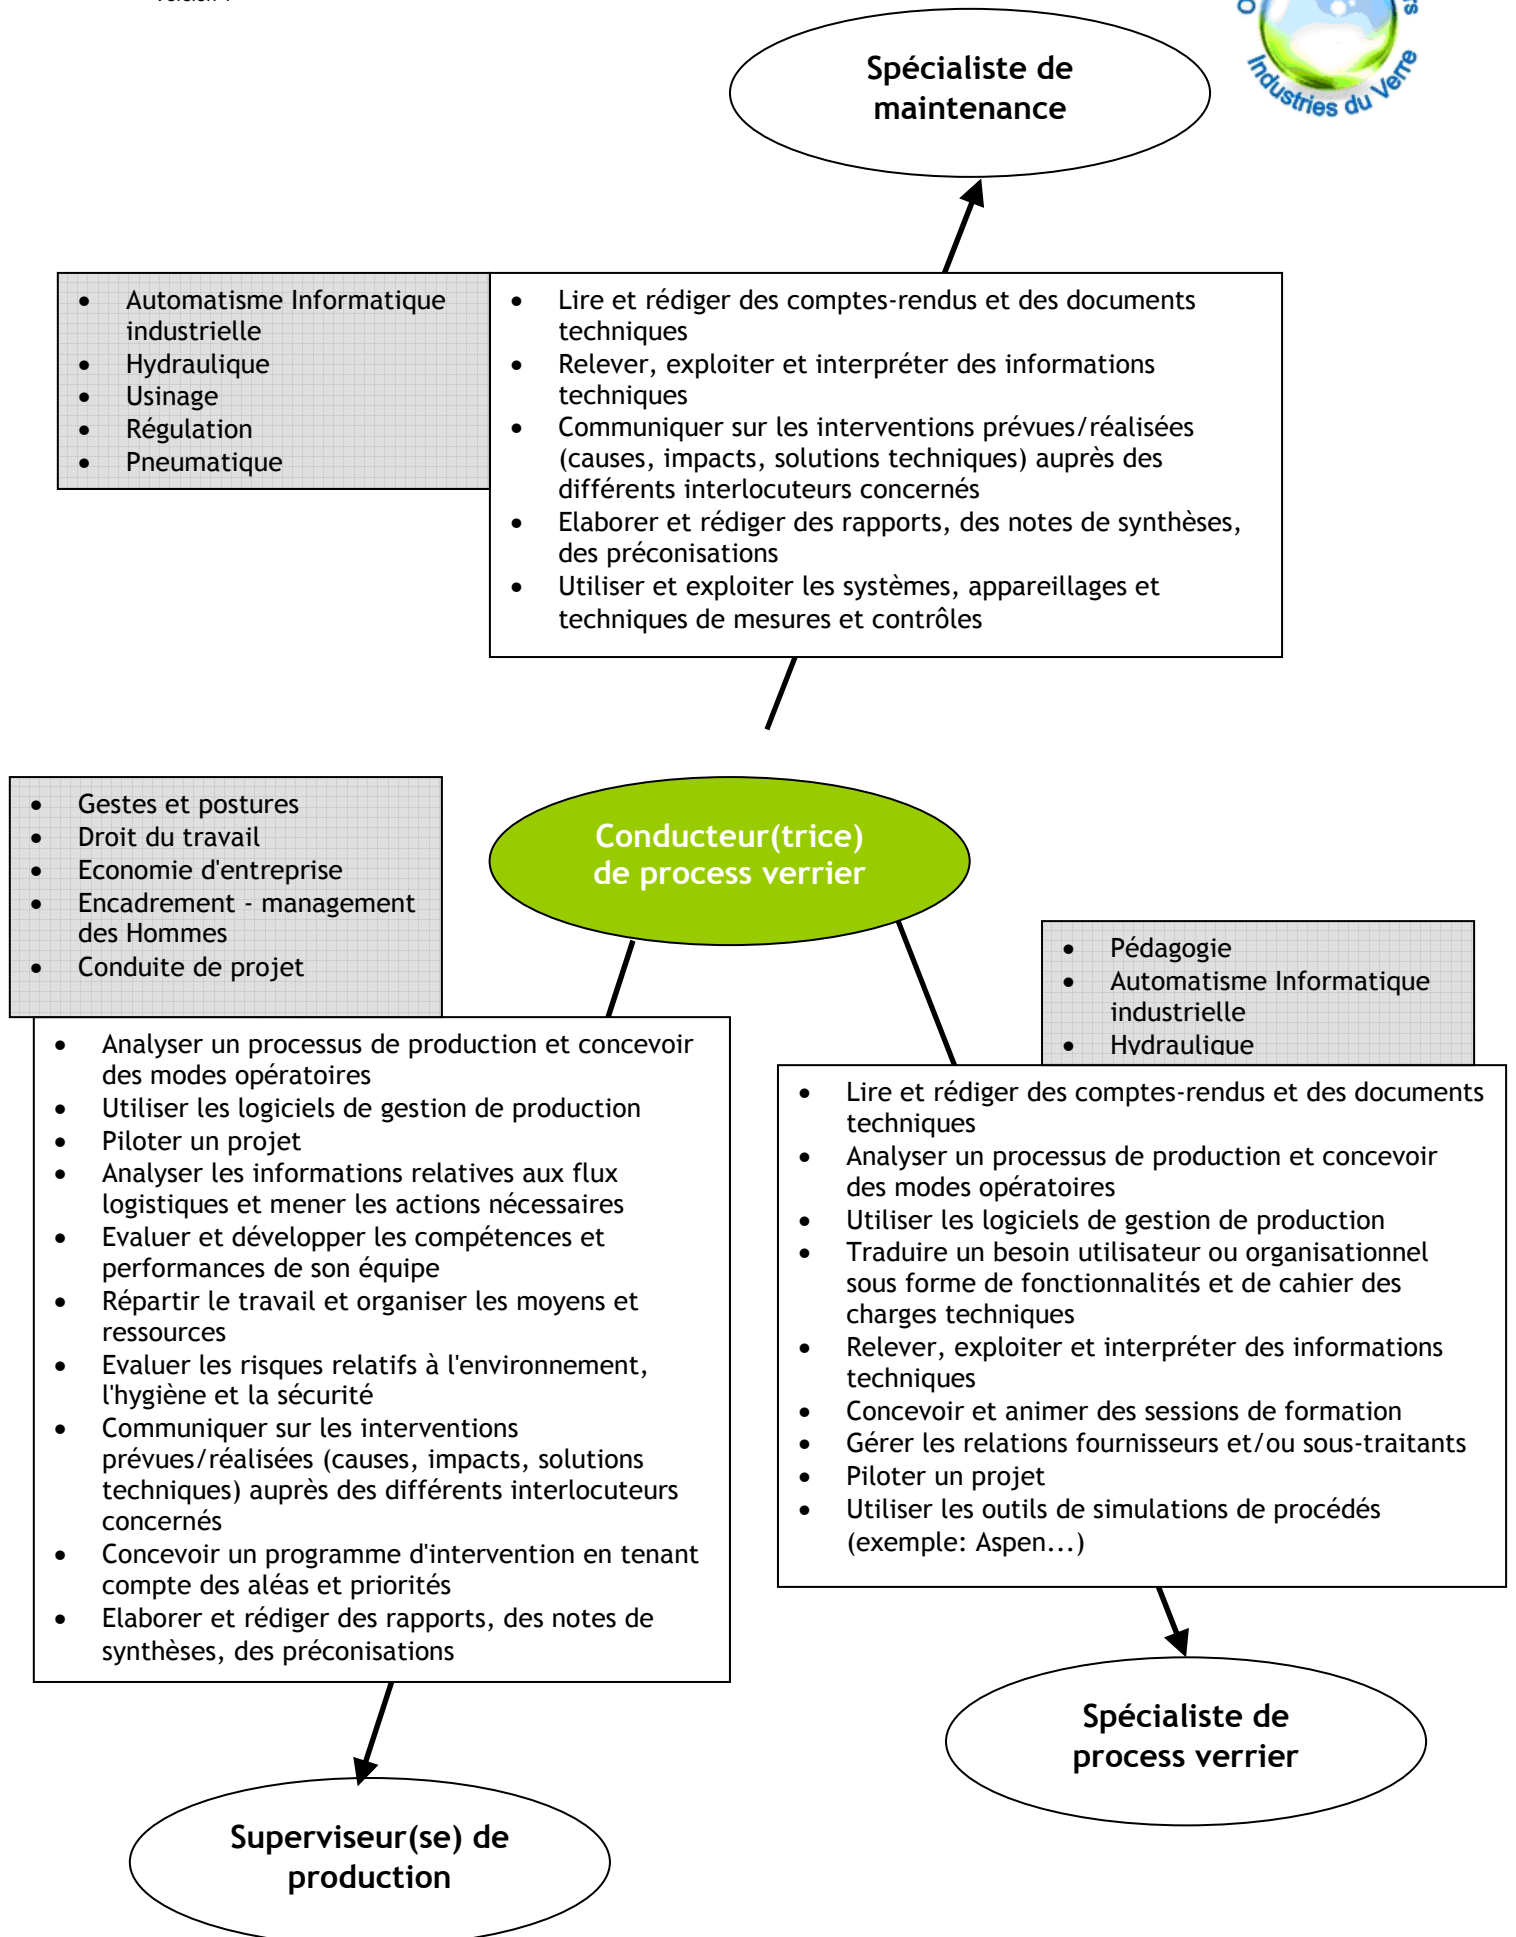 Industries du Verre
Spécialiste de
maintenance
• Automatisme Informatique
industrielle
• Hydraulique
• Usinage
• Régulation
• Pneumatique
• Lire et rédiger des comptes-rendus et des documents
techniques
• Relever, exploiter et interpréter des informations
techniques
• Communiquer sur les interventions prévues/réalisées
(causes, impacts, solutions techniques) auprès des
différents interlocuteurs concernés
• Elaborer et rédiger des rapports, des notes de synthèses,
des préconisations
• Utiliser et exploiter les systèmes, appareillages et
techniques de mesures et contrôles
• Gestes et postures
• Droit du travail
• Economie d'entreprise
• Encadrement - management
des Hommes
• Conduite de projet
Conducteur(trice)
de process verrier
• Pédagogie
• Automatisme Informatique
industrielle
• Hydraulique
• Analyser un processus de production et concevoir
des modes opératoires
• Utiliser les logiciels de gestion de production
• Piloter un projet
• Analyser les informations relatives aux flux
logistiques et mener les actions nécessaires
• Evaluer et développer les compétences et
performances de son équipe
• Répartir le travail et organiser les moyens et
ressources
• Evaluer les risques relatifs à l'environnement,
l'hygiène et la sécurité
• Communiquer sur les interventions
prévues/réalisées (causes, impacts, solutions
techniques) auprès des différents interlocuteurs
concernés
• Concevoir un programme d'intervention en tenant
compte des aléas et priorités
• Elaborer et rédiger des rapports, des notes de
synthèses, des préconisations
• Lire et rédiger des comptes-rendus et des documents
techniques
• Analyser un processus de production et concevoir
des modes opératoires
• Utiliser les logiciels de gestion de production
• Traduire un besoin utilisateur ou organisationnel
sous forme de fonctionnalités et de cahier des
charges techniques
• Relever, exploiter et interpréter des informations
techniques
• Concevoir et animer des sessions de formation
• Gérer les relations fournisseurs et/ou sous-traitants
• Piloter un projet
• Utiliser les outils de simulations de procédés
(exemple: Aspen...)
Spécialiste de
process verrier
Superviseur(se) de
production